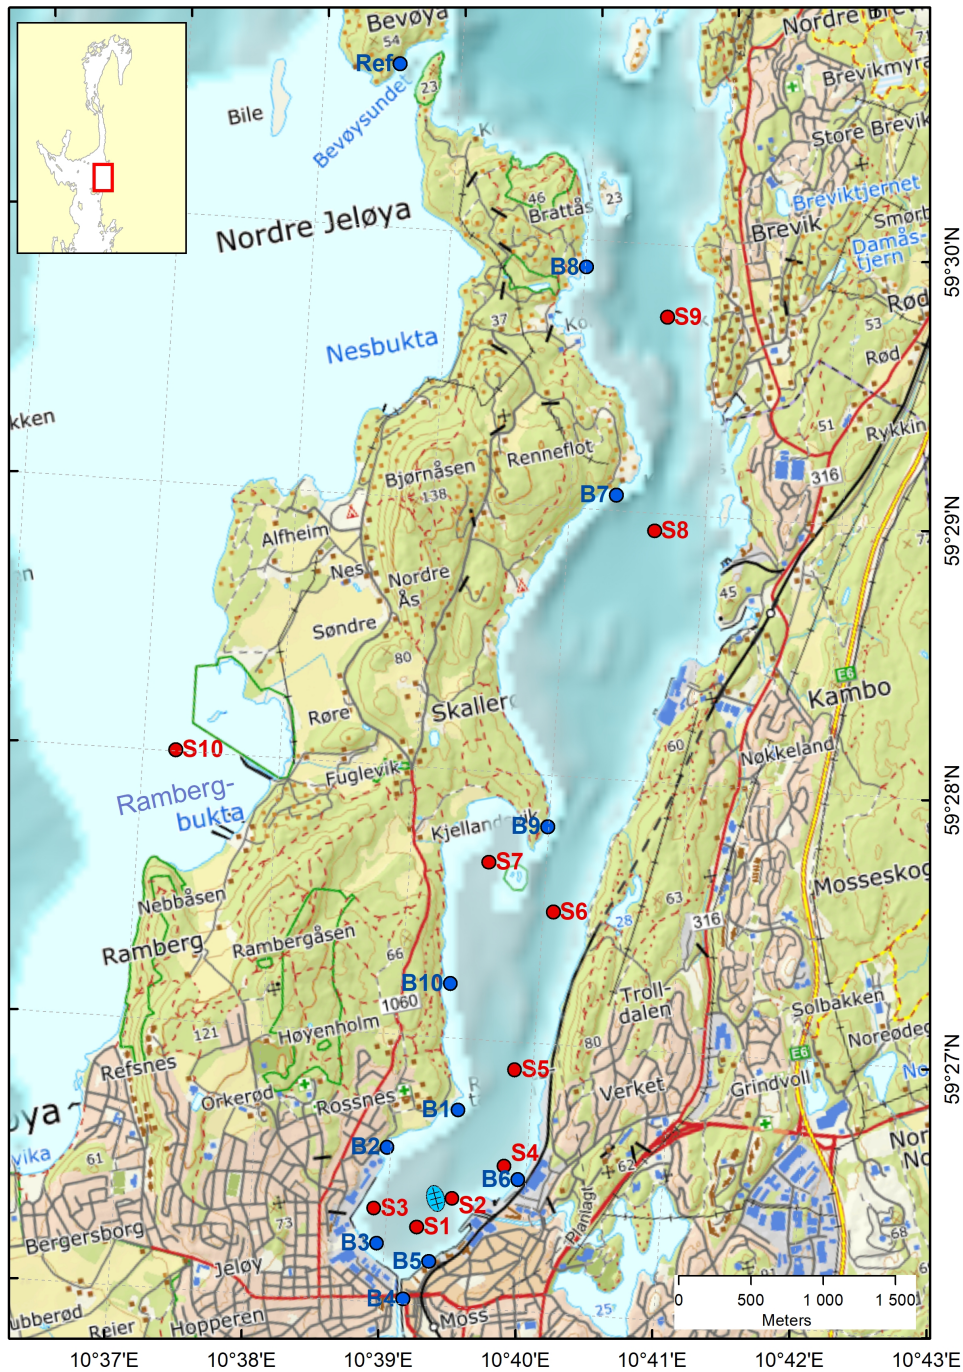 Bevøya
54
Ref
23
Bevøysundet
Bile
Nordre
Brevikmyra
Store Brevik
Breviktjernet
Brevik
Damås-
tjern
Rød
46
Brattås
23
Nordre Jeløya
B8
S9
37
53
Rød
Nesbukta
59°30'N
51
Rykkin
316
Renneflot
Bjørnåsen
138
B7
S8
59°29'N
Alfheim
Nes
Nordre
Ås
Søndre
80
45
E6
Kambo
Røre
60
Nøkkeland
S10
Fuglevik
Ramberg-
bukta
B9
S7
59°28'N
Mosseskog
Nebbåsen
Ramberg
Rambergåsen
66
S6
28
63
316
B10
1060
Troll-
dalen
Solbakken
121
Høyenholm
80
E6
Refsnes
S5
59°27'N
Orkerød
Rossnes
Verket
Grindvoll
B1
B2
S4
B6
62
61
S3
S2
S1
Planlagt
73
Bergersborg
B3
B5
68
Jeløy
B4
25
Hopperen
Reier
Moss
0 500 1 000 1 500
Meters
10°37'E 10°38'E 10°39'E 10°40'E 10°41'E 10°42'E 10°43'E